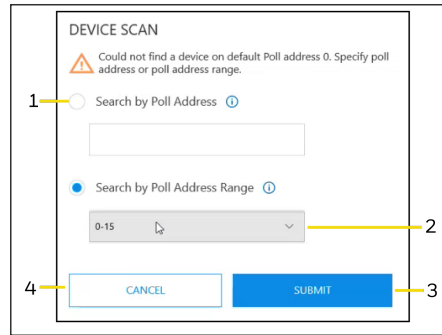 DEVICE SCAN
Could not find a device on default Poll address 0. Specify poll
address or poll address range.
1
Search by Poll Address
Search by Poll Address Range
0-15
2
4
CANCEL
SUBMIT
3